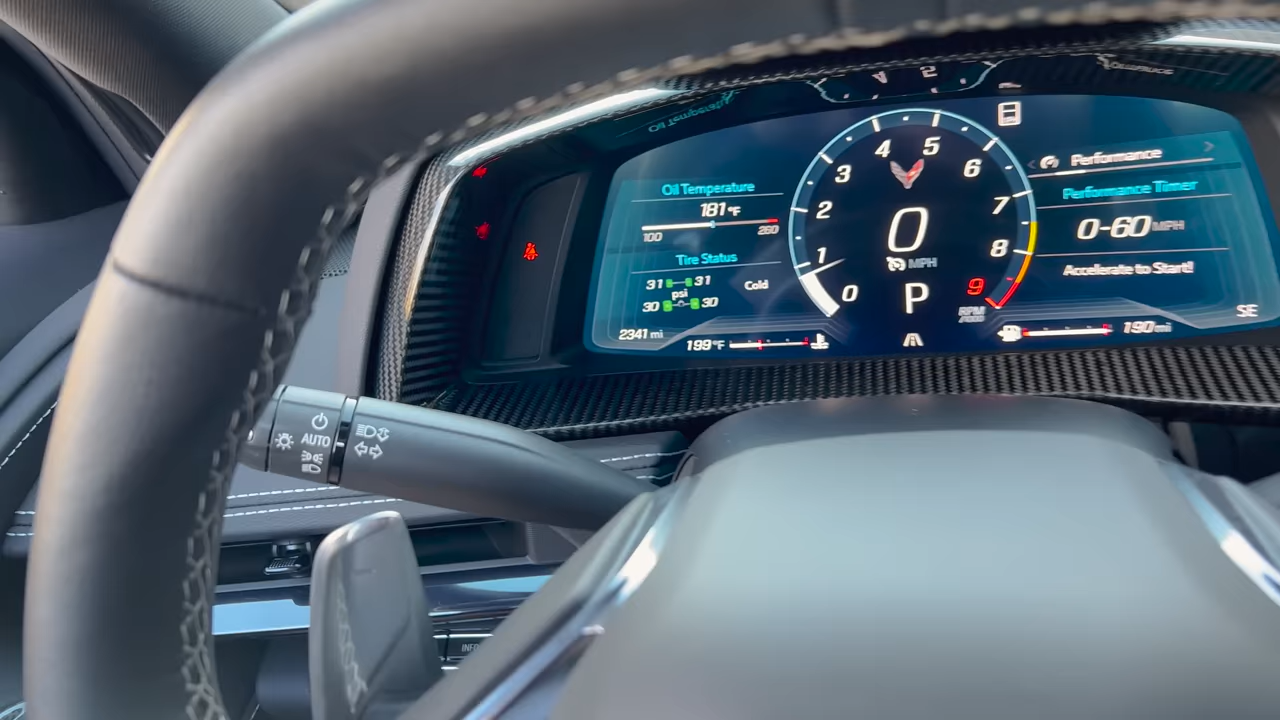 Performance
Oil Temperature
181 °F
100 260
Tire Status
31 31
psi
30 30
Cold
2341 mi
199 °F
0 1 2 3 4 5 6 7 8 9
0
MPH
P
RPM
Performance Timer
0-60 MPH
Accelerate to Start!
SE
190 mi
AUTO
INFO